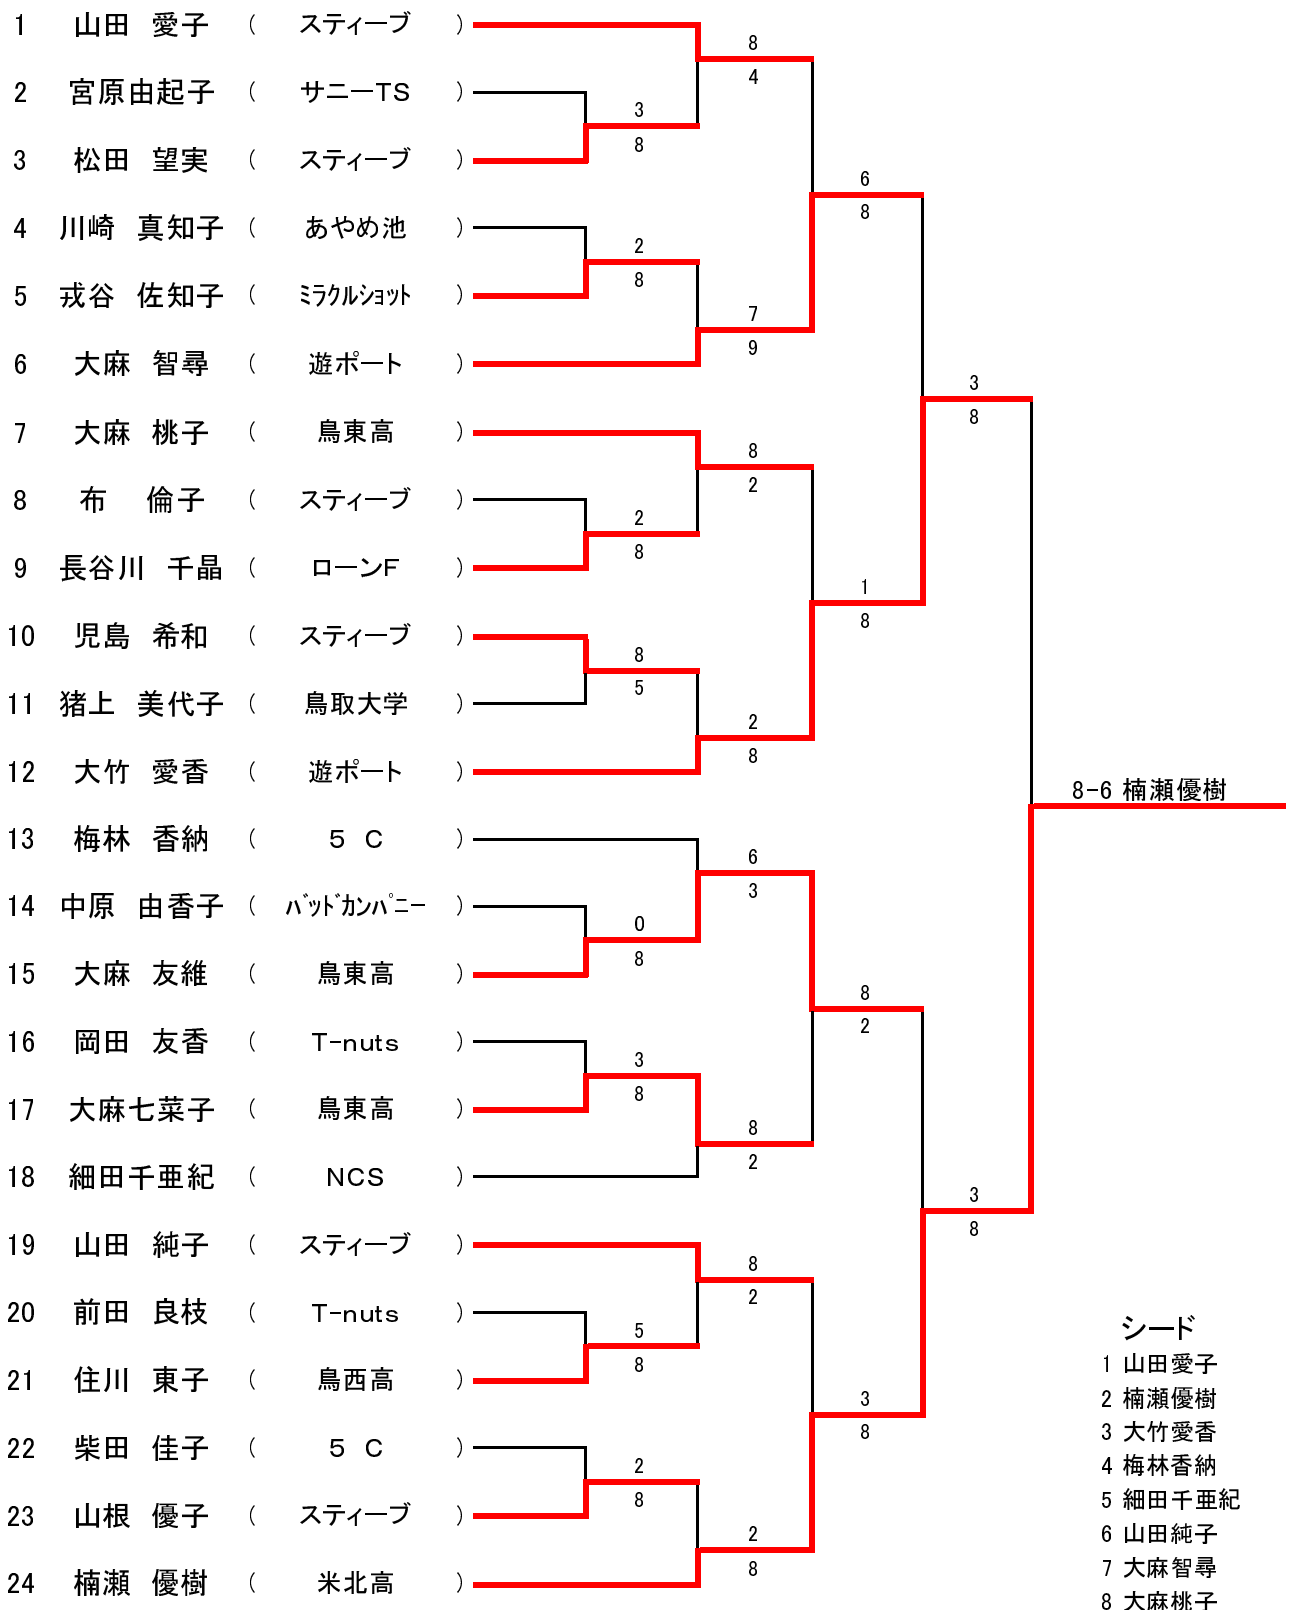 1 山田 愛子 ( スティーブ )
8
4
2 宮原由起子 ( サニーTS )
3
8
3 松田 望実 ( スティーブ )
6
8
4 川崎 真知子 ( あやめ池 )
2
8
5 戎谷 佐知子 ( ミラクルショット )
7
9
6 大麻 智尋 ( 遊ポート )
3
8
7 大麻 桃子 ( 鳥東高 )
8
2
8 布 倫子 ( スティーブ )
2
8
9 長谷川 千晶 ( ローンF )
1
8
10 児島 希和 ( スティーブ )
8
5
11 猪上 美代子 ( 鳥取大学 )
2
8
12 大竹 愛香 ( 遊ポート )
8-6 楠瀬優樹
13 梅林 香納 ( 5 C )
6
3
14 中原 由香子 ( バッドカンパニー )
0
8
15 大麻 友維 ( 鳥東高 )
8
2
16 岡田 友香 ( T-nuts )
3
8
17 大麻七菜子 ( 鳥東高 )
8
2
18 細田千亜紀 ( NCS )
3
8
19 山田 純子 ( スティーブ )
8
2
20 前田 良枝 ( T-nuts )
5
8
21 住川 東子 ( 鳥西高 )
3
8
22 柴田 佳子 ( 5 C )
2
8
23 山根 優子 ( スティーブ )
2
8
24 楠瀬 優樹 ( 米北高 )
シード
1 山田愛子
2 楠瀬優樹
3 大竹愛香
4 梅林香納
5 細田千亜紀
6 山田純子
7 大麻智尋
8 大麻桃子